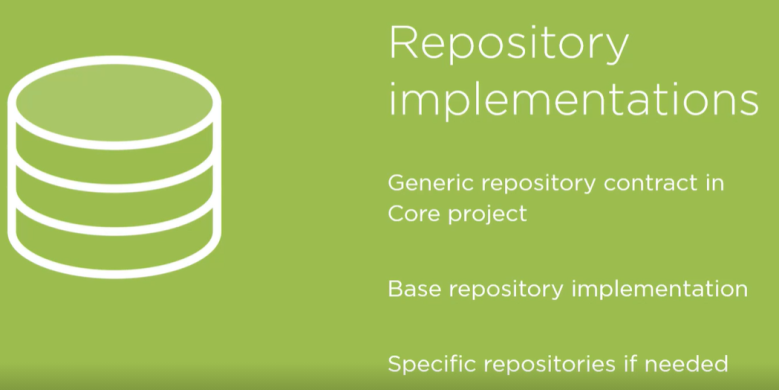 Repository
implementations
Generic repository contract in
Core project
Base repository implementation
Specific repositories if needed